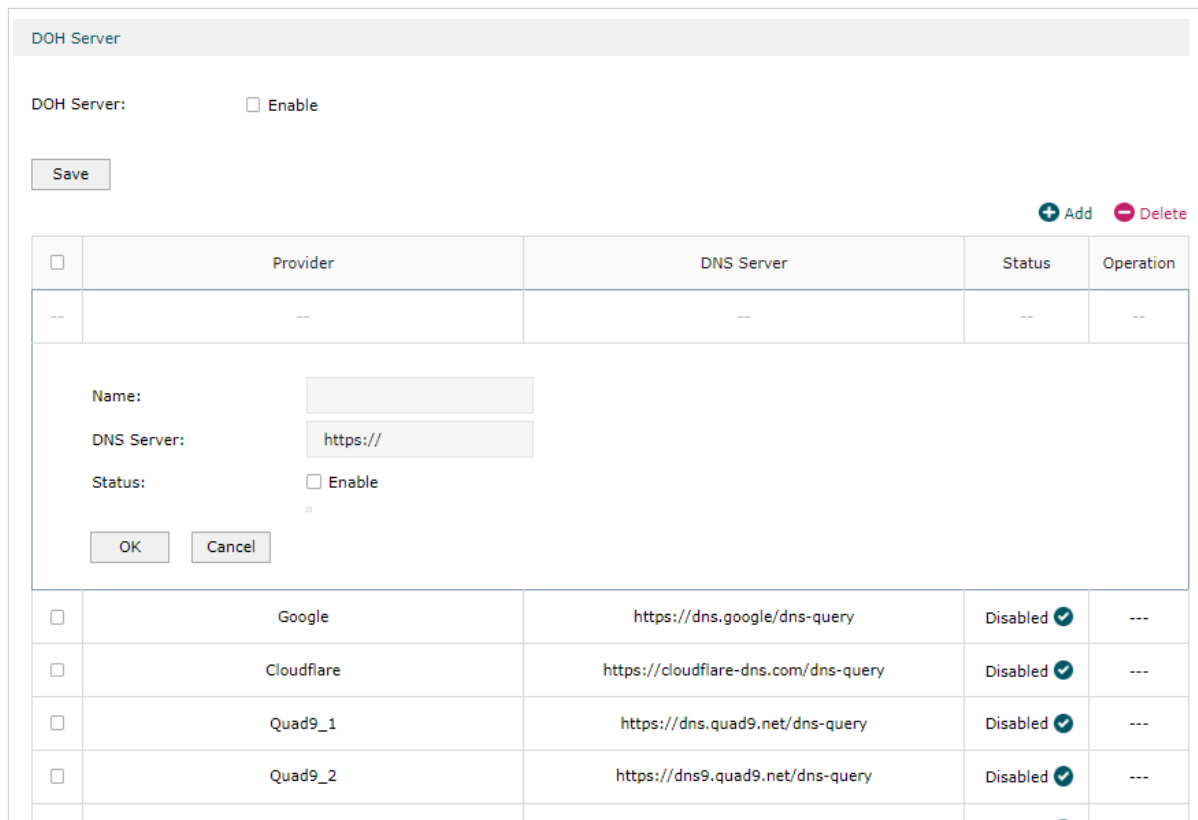 DOH Server
DOH Server: Enable
Save
Add Delete
Provider DNS Server Status Operation
-- -- -- -- --
Name:
DNS Server: https://
Status: Enable
OK Cancel
Google https://dns.google/dns-query Disabled ---
Cloudflare https://cloudflare-dns.com/dns-query Disabled ---
Quad9_1 https://dns.quad9.net/dns-query Disabled ---
Quad9_2 https://dns9.quad9.net/dns-query Disabled ---